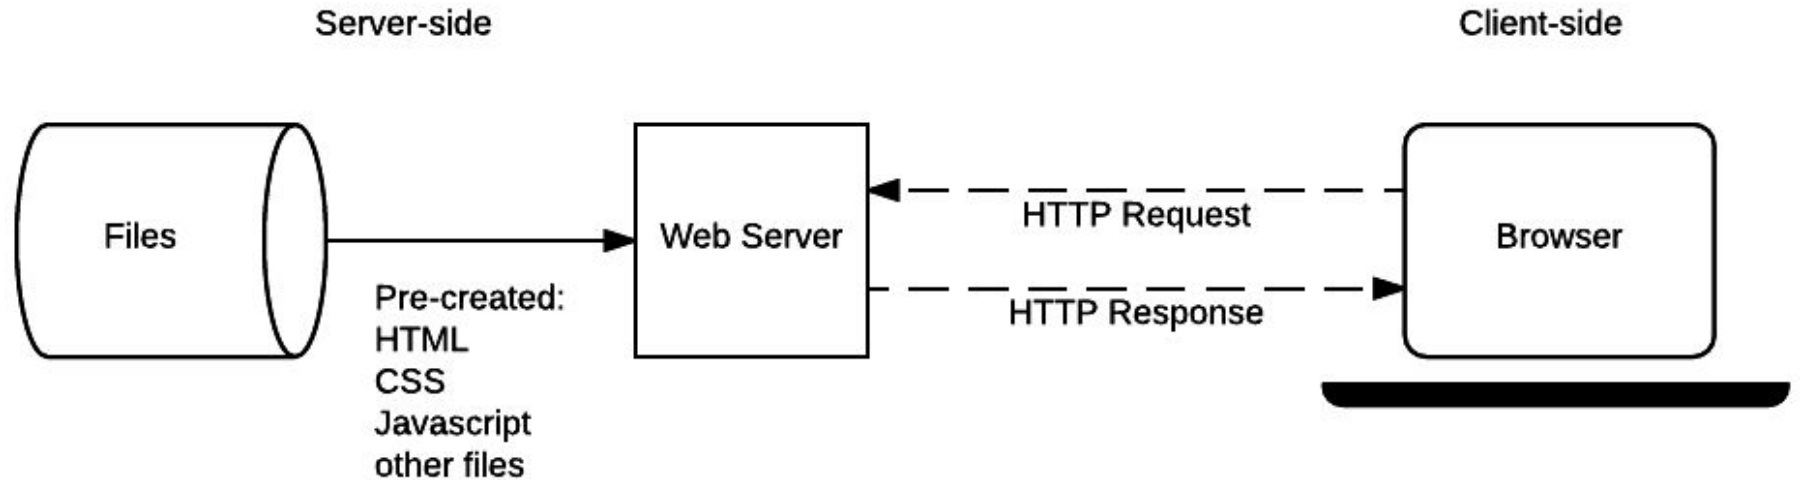 Server-side
Client-side
Files
Web Server
Browser
HTTP Request
HTTP Response
Pre-created:
HTML
CSS
Javascript
other files